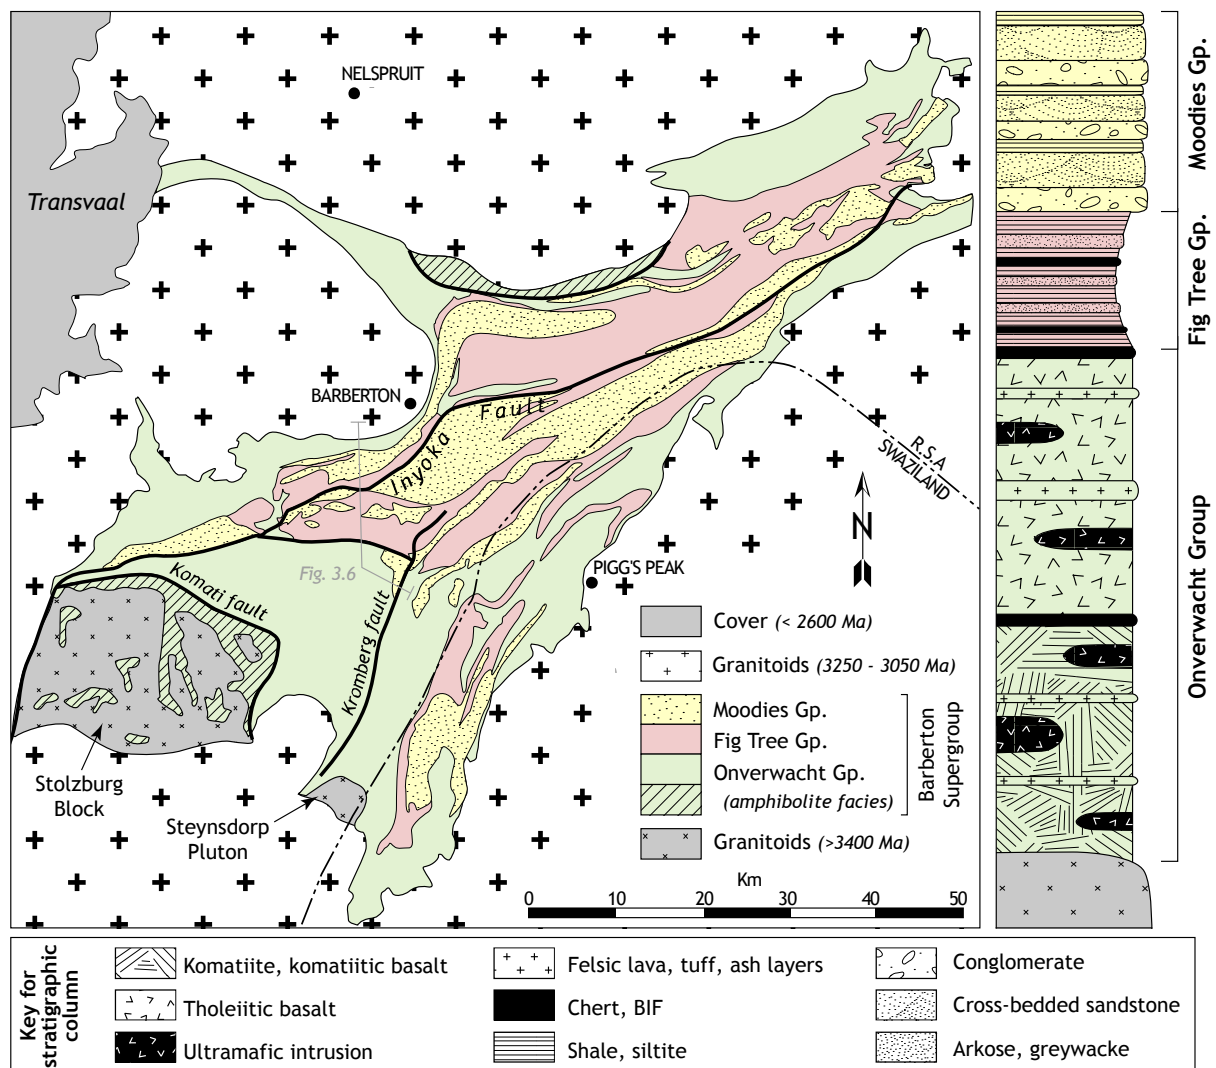 NELSPRUIT
Transvaal
BARBERTON
Fault
Inyoka
R.S.A
SWAZILAND
N
Fig. 3.6
PIGG'S PEAK
Komati fault
Kromberg fault
Stolzburg
Block
Steynsdorp
Pluton
Cover (< 2600 Ma)
Granitoids (3250 - 3050 Ma)
Moodies Gp.
Fig Tree Gp.
Onverwacht Gp.
(amphibolite facies)
Barberton
Supergroup
Granitoids (>3400 Ma)
Km
0 10 20 30 40 50
Moodies Gp.
Fig Tree Gp.
Onverwacht Group
Key for
stratigraphic
column
Komatiite, komatiitic basalt
Tholeiitic basalt
Ultramafic intrusion
Felsic lava, tuff, ash layers
Chert, BIF
Shale, siltite
Conglomerate
Cross-bedded sandstone
Arkose, greywacke